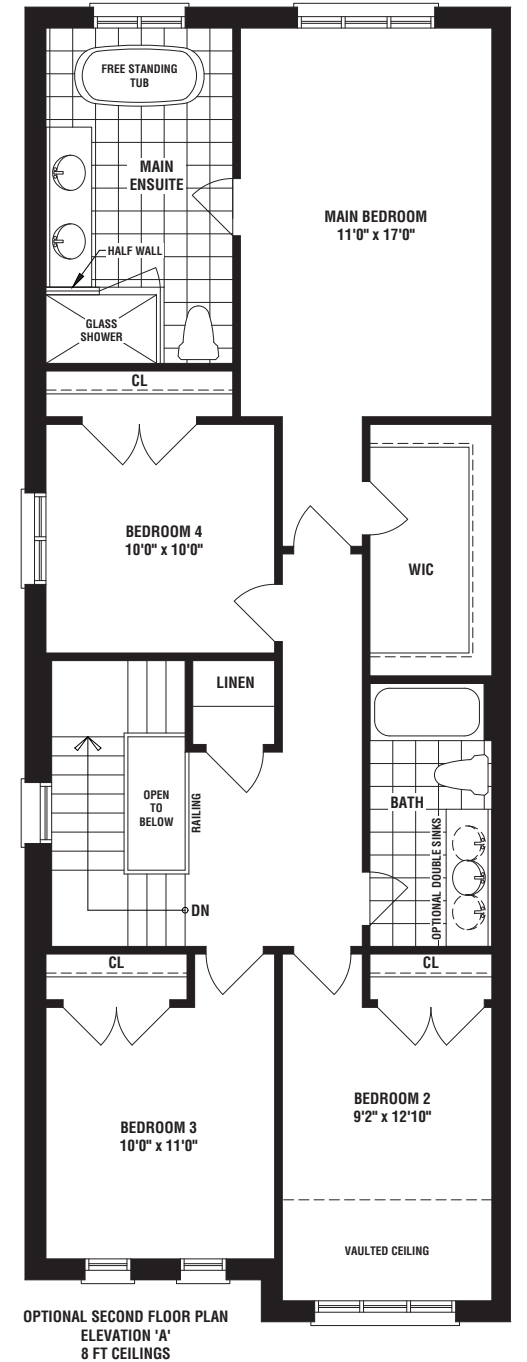 FREE STANDING
TUB
MAIN
ENSUITE
MAIN BEDROOM
11'0" x 17'0"
HALF WALL
GLASS
SHOWER
CL
BEDROOM 4
10'0" x 10'0"
WIC
LINEN
OPEN
TO
BELOW
RAILING
BATH
OPTIONAL DOUBLE SINKS
DN
CL
CL
BEDROOM 3
10'0" x 11'0"
BEDROOM 2
9'2" x 12'10"
VAULTED CEILING
OPTIONAL SECOND FLOOR PLAN
ELEVATION 'A'
8 FT CEILINGS